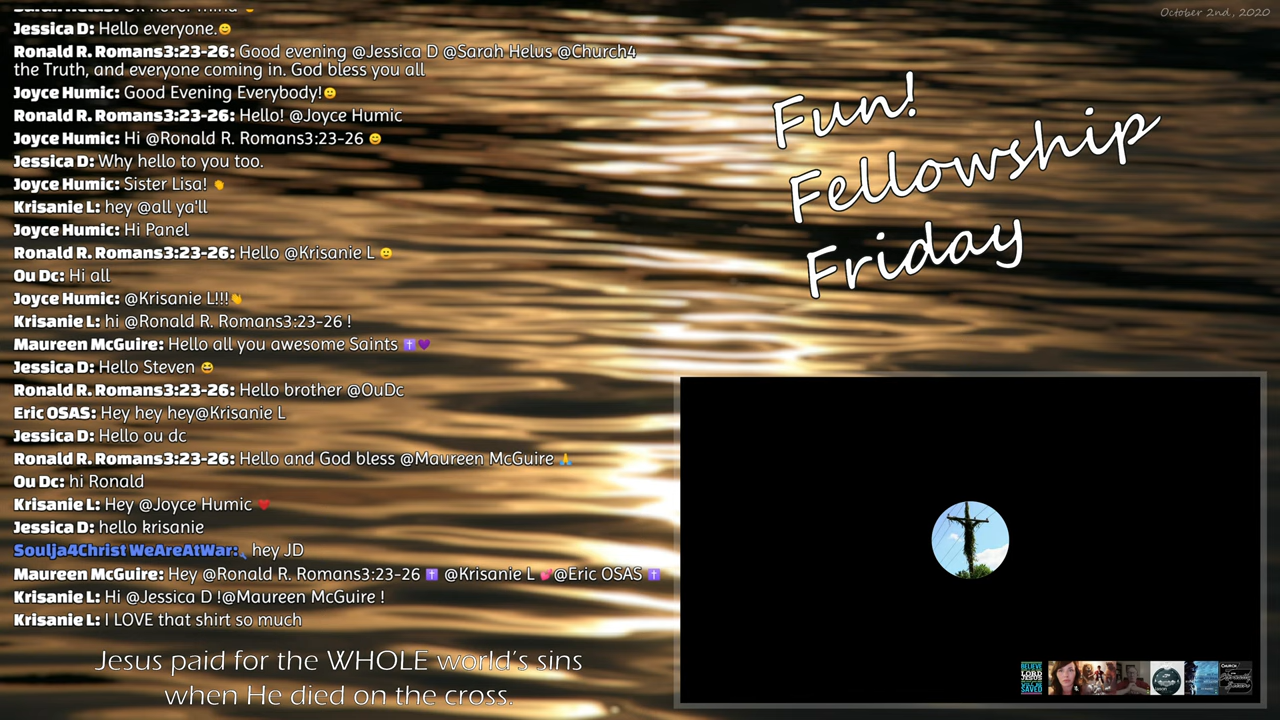 October 2nd, 2020
Jessica D: Hello everyone.😊
Ronald R. Romans3:23-26: Good evening @Jessica D @Sarah Helus @Church4
the Truth, and everyone coming in. God bless you all
Joyce Humic: Good Evening Everybody!🙂
Ronald R. Romans3:23-26: Hello! @Joyce Humic
Joyce Humic: Hi @Ronald R. Romans3:23-26 😊
Jessica D: Why hello to you too.
Joyce Humic: Sister Lisa! 👏
Krisanie L: hey @all ya'll
Joyce Humic: Hi Panel
Ronald R. Romans3:23-26: Hello @Krisanie L 🙂
Ou Dc: Hi all
Joyce Humic: @Krisanie L!!!👏
Krisanie L: hi @Ronald R. Romans3:23-26 !
Maureen McGuire: Hello all you awesome Saints ✝️💜
Jessica D: Hello Steven 😆
Ronald R. Romans3:23-26: Hello brother @OuDc
Eric OSAS: Hey hey hey@Krisanie L
Jessica D: Hello ou dc
Ronald R. Romans3:23-26: Hello and God bless @Maureen McGuire 🙏
Ou Dc: hi Ronald
Krisanie L: Hey @Joyce Humic ❤️
Jessica D: hello krisanie
Soulja4Christ WeAreAtWar: hey JD
Maureen McGuire: Hey @Ronald R. Romans3:23-26 ✝️ @Krisanie L 💕@Eric OSAS ✝️
Krisanie L: Hi @Jessica D !@Maureen McGuire !
Krisanie L: I LOVE that shirt so much
Jesus paid for the WHOLE world's sins
when He died on the cross.
Fun!
Fellowship
Friday
BELIEVE
LORD
JESUS
SAVED